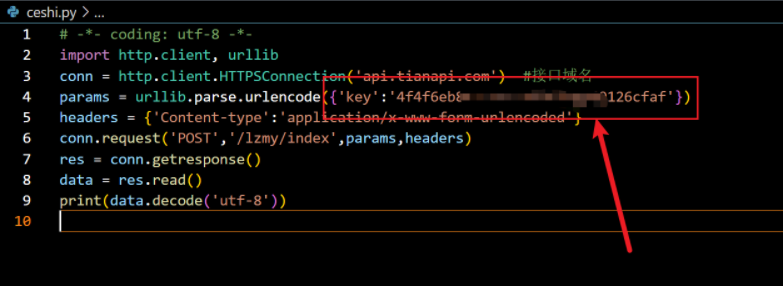 ceshi.py > ...
1 # -*- coding: utf-8 -*-
2 import http.client, urllib
3 conn = http.client.HTTPSConnection('api.tianapi.com')  #接口域名
4 params = urllib.parse.urlencode({'key':'4f4f6eb8 0126cfaf'})
5 headers = {'Content-type':'application/x-www-form-urlencoded'}
6 conn.request('POST','/lzmy/index',params,headers)
7 res = conn.getresponse()
8 data = res.read()
9 print(data.decode('utf-8'))
10